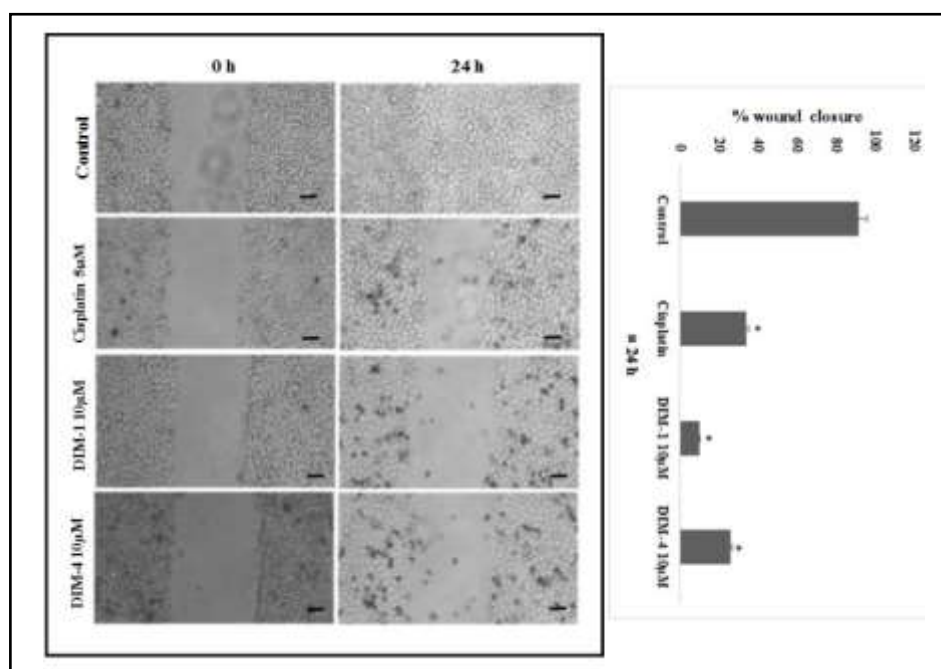 0 h 24 h
Control
Cisplatin 5µM
DIM-1 10µM
DIM-4 10µM
% wound closure
0 20 40 60 80 100 120
Control
Cisplatin
DIM-1 10µM
DIM-4 10µM
24 h